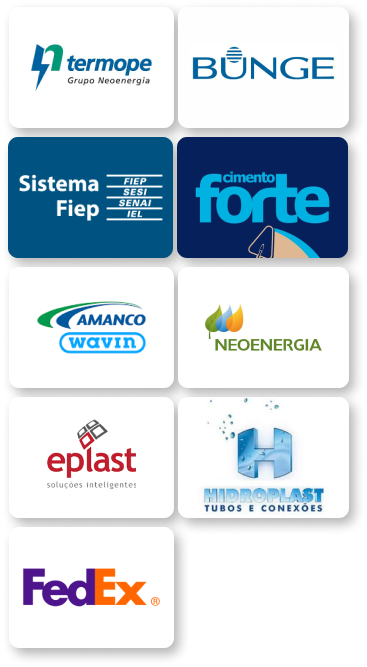 termope
Grupo Neoenergia
BUNGE
Sistema
Fiep
FIEP
SESI
SENAI
IEL
cimento
forte
AMANCO
wavin
NEOENERGIA
eplast
soluções inteligentes
H
HIDROPLAST
TUBOS E CONEXÕES
FedEx®